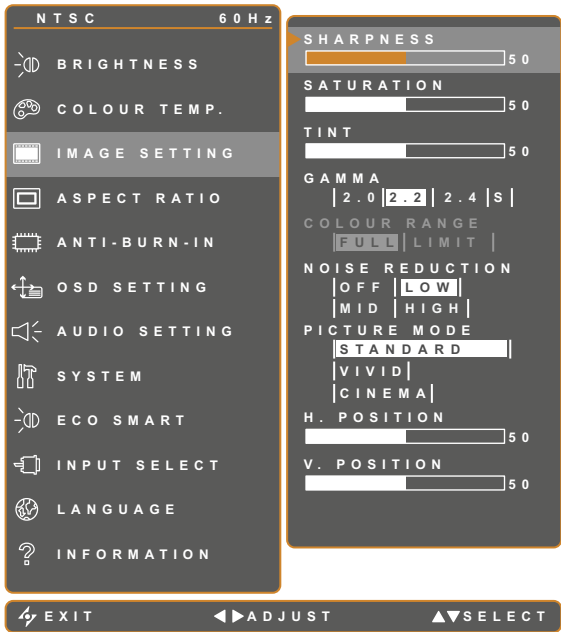 NTSC 60Hz
BRIGHTNESS
COLOUR TEMP.
IMAGE SETTING
ASPECT RATIO
ANTI-BURN-IN
OSD SETTING
AUDIO SETTING
SYSTEM
ECO SMART
INPUT SELECT
LANGUAGE
INFORMATION
SHARPNESS
50
SATURATION
50
TINT
50
GAMMA
2.0 2.2 2.4 S
COLOUR RANGE
FULL LIMIT
NOISE REDUCTION
OFF LOW
MID HIGH
PICTURE MODE
STANDARD
VIVID
CINEMA
H. POSITION
50
V. POSITION
50
EXIT ADJUST SELECT